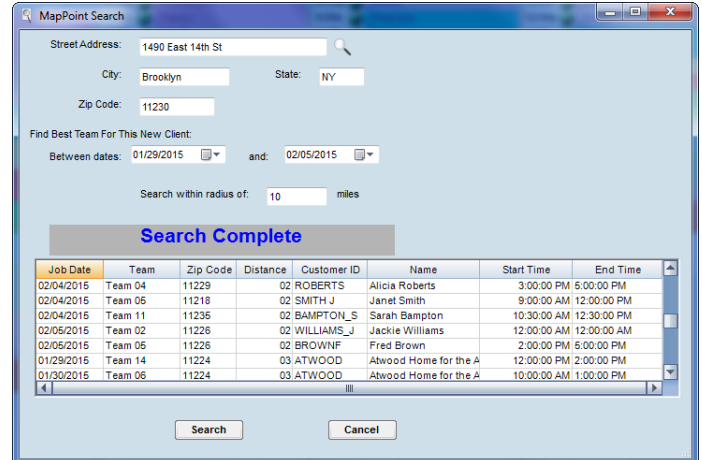 MapPoint Search
Street Address: 1490 East 14th St
City: Brooklyn State: NY
Zip Code: 11230
Find Best Team For This New Client:
Between dates: 01/29/2015 and: 02/05/2015
Search within radius of: 10 miles
Search Complete
Job Date Team Zip Code Distance Customer ID Name Start Time End Time
02/04/2015 Team 04 11229 02 ROBERTS Alicia Roberts 3:00:00 PM 5:00:00 PM
02/04/2015 Team 05 11218 02 SMITH J Janet Smith 9:00:00 AM 12:00:00 PM
02/04/2015 Team 11 11235 02 BAMPTON_S Sarah Bampton 10:30:00 AM 12:30:00 PM
02/05/2015 Team 02 11226 02 WILLIAMS_J Jackie Williams 12:00:00 AM 12:00:00 AM
02/05/2015 Team 05 11226 02 BROWNF Fred Brown 2:00:00 PM 5:00:00 PM
01/29/2015 Team 14 11224 03 ATWOOD Atwood Home for the A 12:00:00 PM 2:00:00 PM
01/30/2015 Team 06 11224 03 ATWOOD Atwood Home for the A 10:00:00 AM 1:00:00 PM
Search Cancel